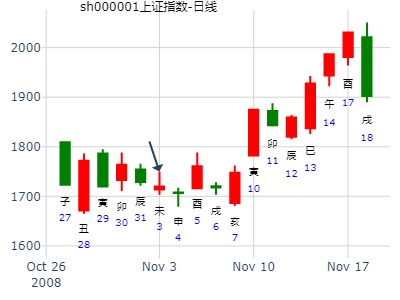 sh000001上证指数-日线
2000
1900
1800
1700
1600
子
27
丑
28
寅
29
卯
30
辰
31
未
3
申
4
酉
5
戌
6
亥
7
寅
10
卯
11
辰
12
巳
13
午
14
酉
17
戌
18
Oct 26
2008
Nov 3
Nov 10
Nov 17